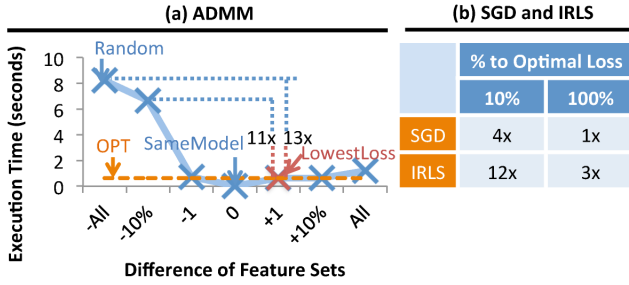 (a) ADMM
Execution Time (seconds)
10
8
6
4
2
0
Random
OPT
SameModel
11x 13x
LowestLoss
-All
-10%
-1
0
+1
+10%
All
Difference of Feature Sets
(b) SGD and IRLS
% to Optimal Loss
10% 100%
SGD 4x 1x
IRLS 12x 3x